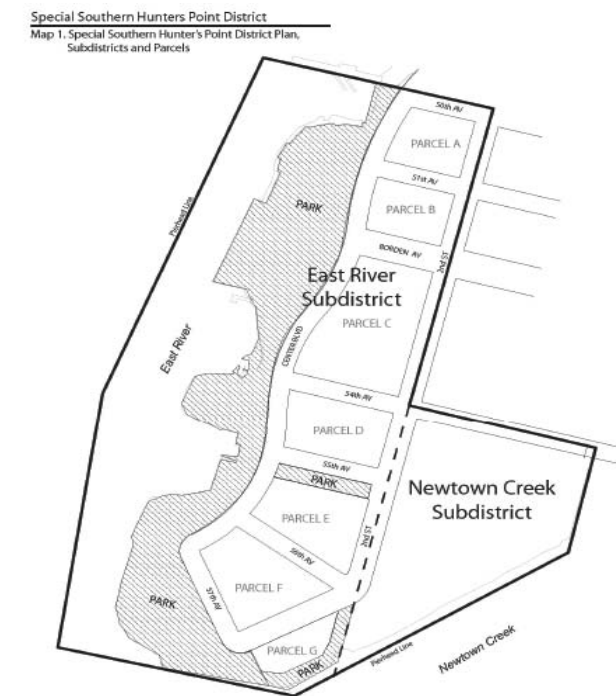 Special Southern Hunters Point District
Map 1. Special Southern Hunter's Point District Plan,
Subdistricts and Parcels
50th AV
PARCEL A
51st AV
PARK
PARCEL B
Pierhead Line
BORDEN AV
2nd ST
East River
Subdistrict
PARCEL C
East River
CENTER BLVD
54th AV
PARCEL D
55th AV
PARK
Newtown Creek
Subdistrict
PARCEL E
2nd ST
56th AV
PARCEL F
57th AV
PARK
PARCEL G
PARK
Pierhead Line
Newtown Creek